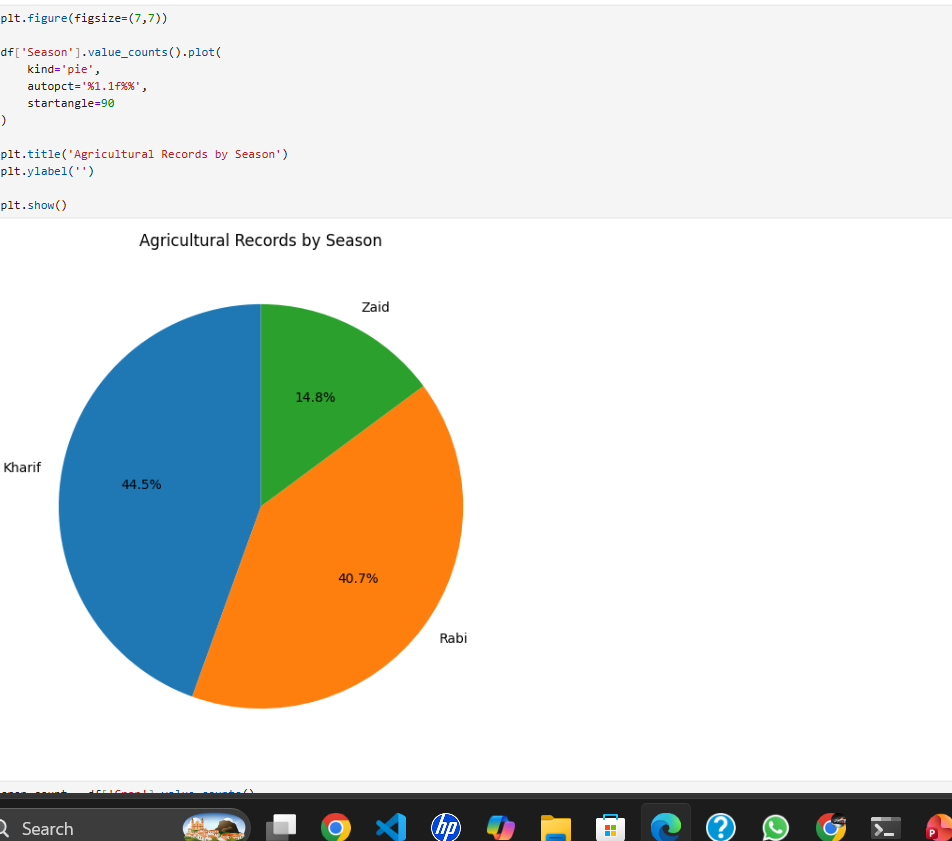 plt.figure(figsize=(7,7))
df['Season'].value_counts().plot(
    kind='pie',
    autopct='%1.1f%%',
    startangle=90
)
plt.title('Agricultural Records by Season')
plt.ylabel('')
plt.show()
Agricultural Records by Season
Zaid
14.8%
Kharif
44.5%
40.7%
Rabi
Search
hp
?
P